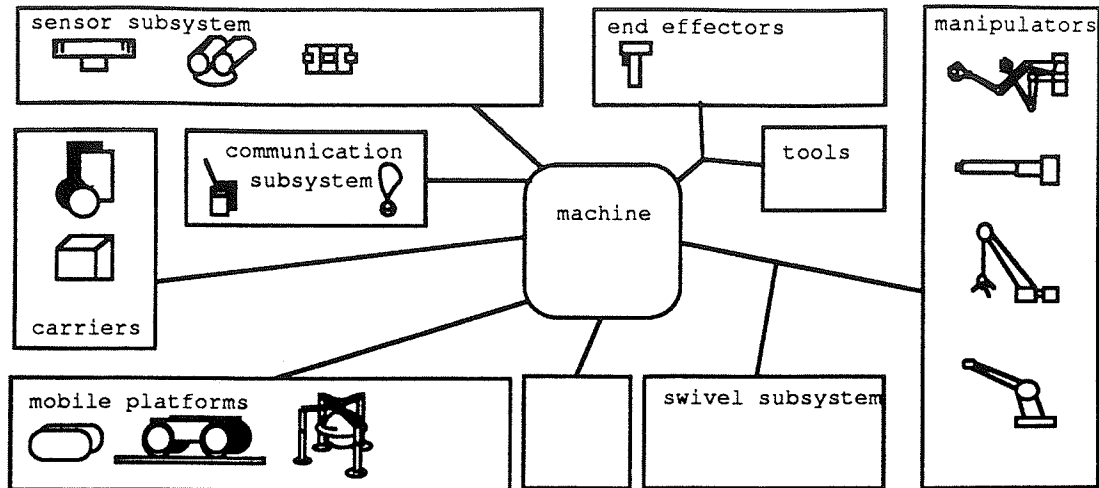 sensor subsystem
end effectors
manipulators
communication
subsystem
tools
machine
carriers
mobile platforms
swivel subsystem